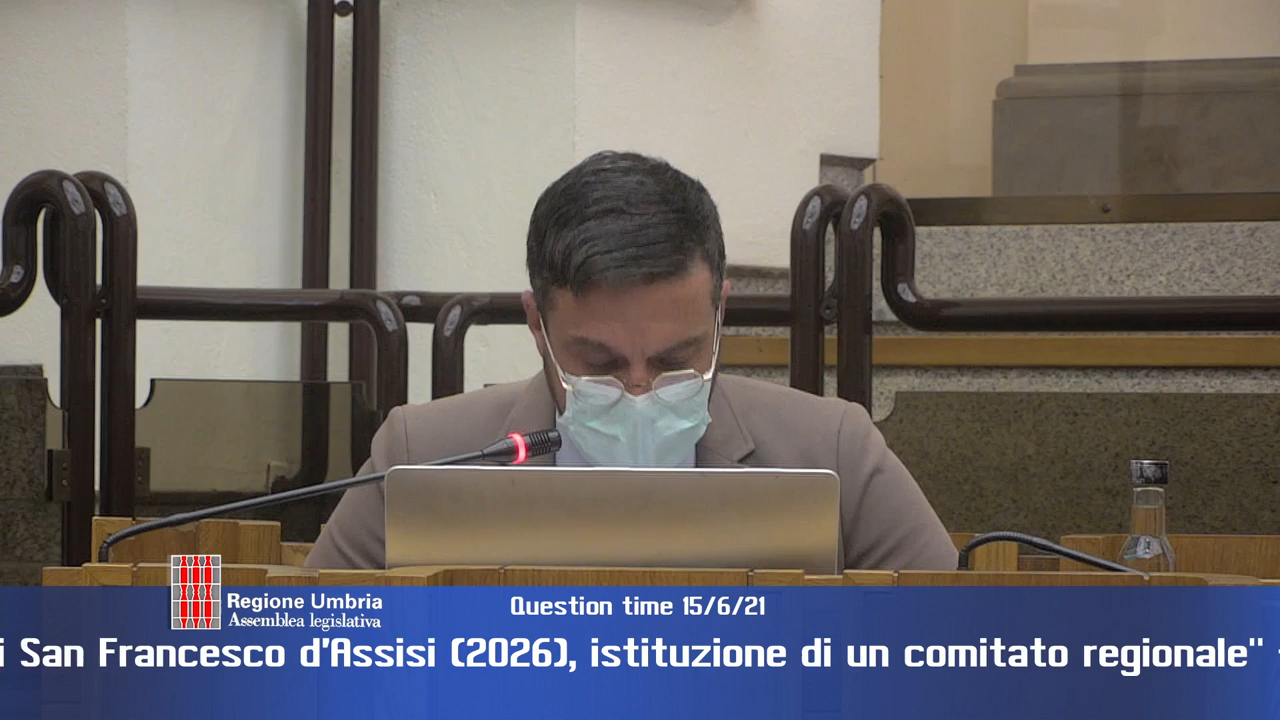 Regione Umbria
Assemblea legislativa
Question time 15/6/21
i San Francesco d'Assisi (2026), istituzione di un comitato regionale" -